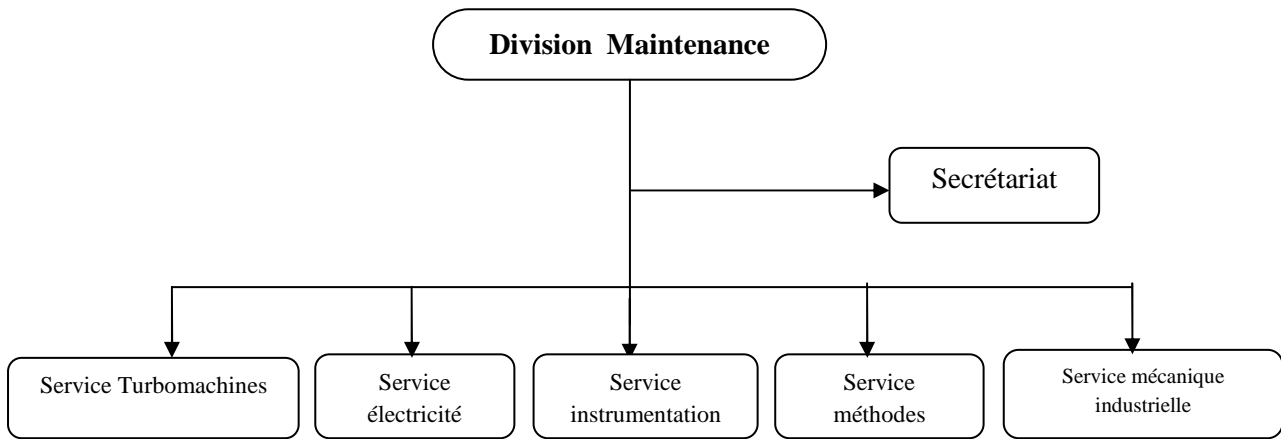 Division Maintenance
Secrétariat
Service Turbomachines
Service
électricité
Service
instrumentation
Service
méthodes
Service mécanique
industrielle